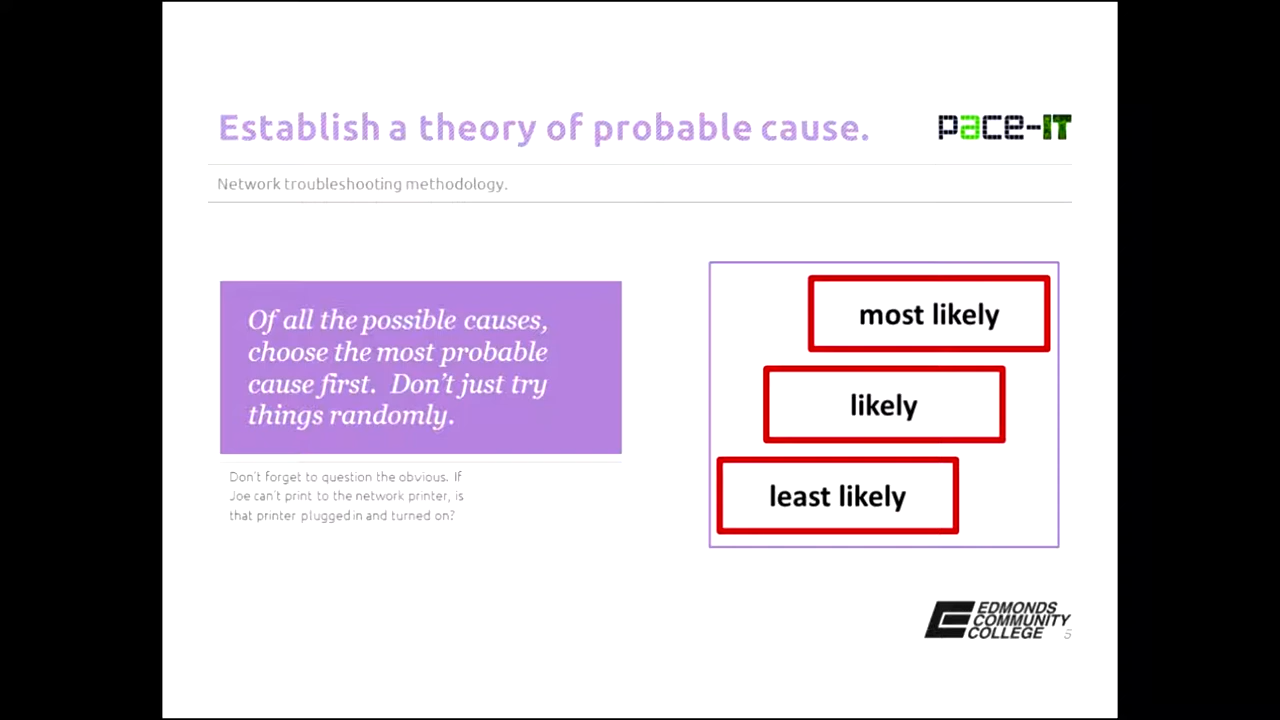 Establish a theory of probable cause.
pace-IT
Network troubleshooting methodology.
Of all the possible causes,
choose the most probable
cause first.  Don't just try
things randomly.
Don't forget to question the obvious. If
Joe can't print to the network printer, is
that printer plugged in and turned on?
most likely
likely
least likely
EDMONDS
COMMUNITY
COLLEGE
5